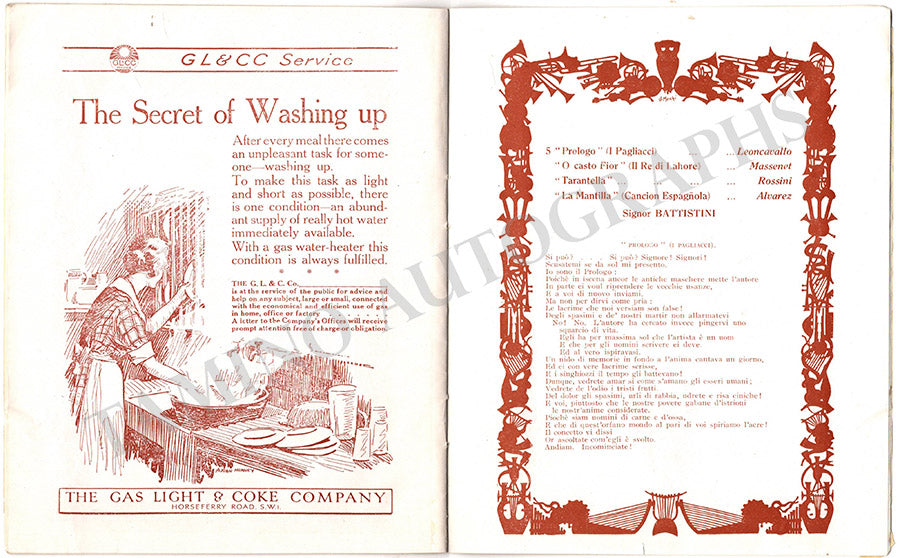 GL&CC Service
GL&CC
The Secret of Washing up
After every meal there comes
an unpleasant task for some-
one—washing up.
To make this task as light
and short as possible, there
is one condition—an abund-
ant supply of really hot water
immediately available.
With a gas water-heater this
condition is always fulfilled.
THE G. L. & C. Co.
is at the service of the public for advice and
help on any subject, large or small, connected
with the economical and efficient use of gas
in home, office or factory . . . . . . . . . .
A letter to the Company's Offices will receive
prompt attention free of charge or obligation.
THE GAS LIGHT & COKE COMPANY
HORSEFERRY ROAD. S.W.1.
5 "Prologo" (I Pagliacci) ... Leoncavallo
"O casto Fior" (Il Re di Lahore) ... Massenet
"Tarantella" ... ... Rossini
"La Mantilla" (Cancion Espagnola) ... Alvarez
Signor BATTISTINI
"PROLOGO" (I PAGLIACCI).
Si può? . . . . Si può? Signore! Signori!
Scusatemi se da sol mi presento.
Io sono il Prologo:
Poichè in iscena ancor le antiche maschere mette l'autore
In parte ei vuol riprendere le vecchie usanze,
E a voi di nuovo inviami.
Ma non per dirvi come pria:
Le lacrime che noi versiam son false!
Degli spasimi e de' nostri martir non allarmatevi
No! No. L'autore ha cercato invece pingervi uno
squarcio di vita.
Egli ha per massima sol che l'artista è un uom
E che per gli uomini scrivere ei deve.
Ed al vero ispiravasi.
Un nido di memorie in fondo a l'anima cantava un giorno,
Ed ei con vere lacrime scrisse,
E i singhiozzi il tempo gli battevano!
Dunque, vedrete amar si come s'amano gli esseri umani;
Vedrete de l'odio i tristi frutti.
Del dolor gli spasimi, urli di rabbia, udrete e risa ciniche!
E voi, piuttosto che le nostre povere gabane d'istrioni
le nostr'anime considerate.
Poichè siam uomini di carne e d'ossa,
E che di quest'orfano mondo al pari di voi spiriamo l'aere!
Il concetto vi dissi
Or ascoltate com'egli è svolto.
Andiam. Incominciate!
TAMINO AUTOGRAPHS